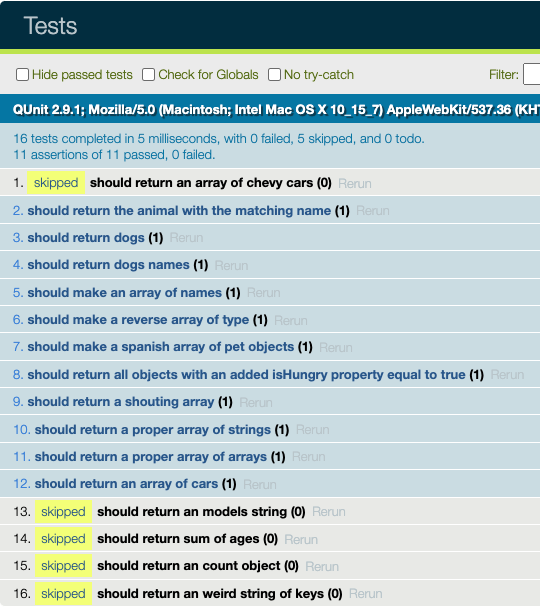 Tests
Hide passed tests Check for Globals No try-catch Filter:
QUnit 2.9.1; Mozilla/5.0 (Macintosh; Intel Mac OS X 10_15_7) AppleWebKit/537.36 (KHT
16 tests completed in 5 milliseconds, with 0 failed, 5 skipped, and 0 todo.
11 assertions of 11 passed, 0 failed.
1. skipped should return an array of chevy cars (0) Rerun
2. should return the animal with the matching name (1) Rerun
3. should return dogs (1) Rerun
4. should return dogs names (1) Rerun
5. should make an array of names (1) Rerun
6. should make a reverse array of type (1) Rerun
7. should make a spanish array of pet objects (1) Rerun
8. should return all objects with an added isHungry property equal to true (1) Rerun
9. should return a shouting array (1) Rerun
10. should return a proper array of strings (1) Rerun
11. should return a proper array of arrays (1) Rerun
12. should return an array of cars (1) Rerun
13. skipped should return an models string (0) Rerun
14. skipped should return sum of ages (0) Rerun
15. skipped should return an count object (0) Rerun
16. skipped should return an weird string of keys (0) Rerun